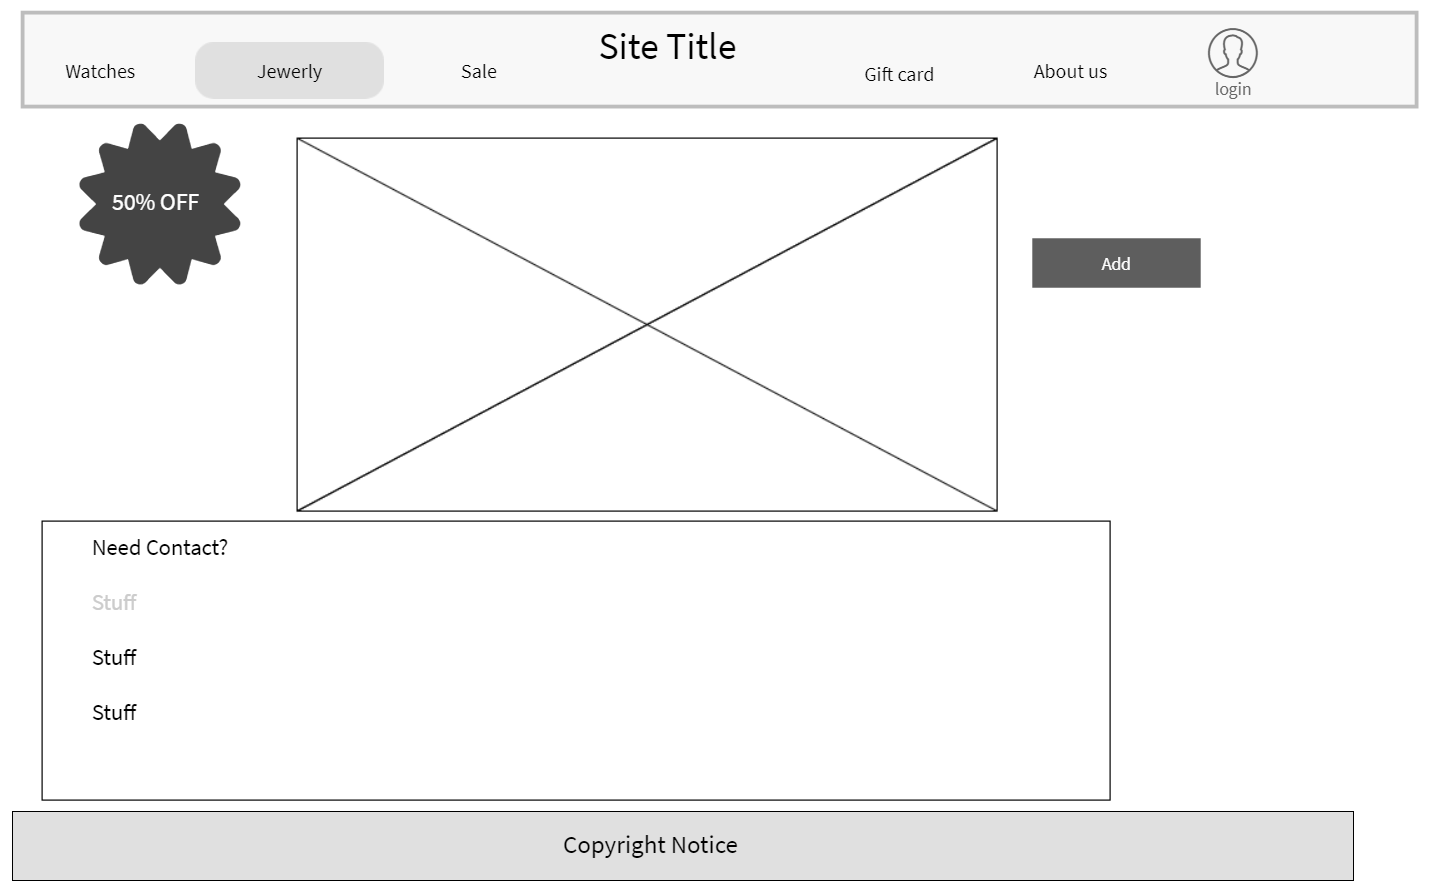 Site Title
Watches
Jewerly
Sale
Gift card
About us
login
50% OFF
Add
Need Contact?
Stuff
Stuff
Stuff
Copyright Notice